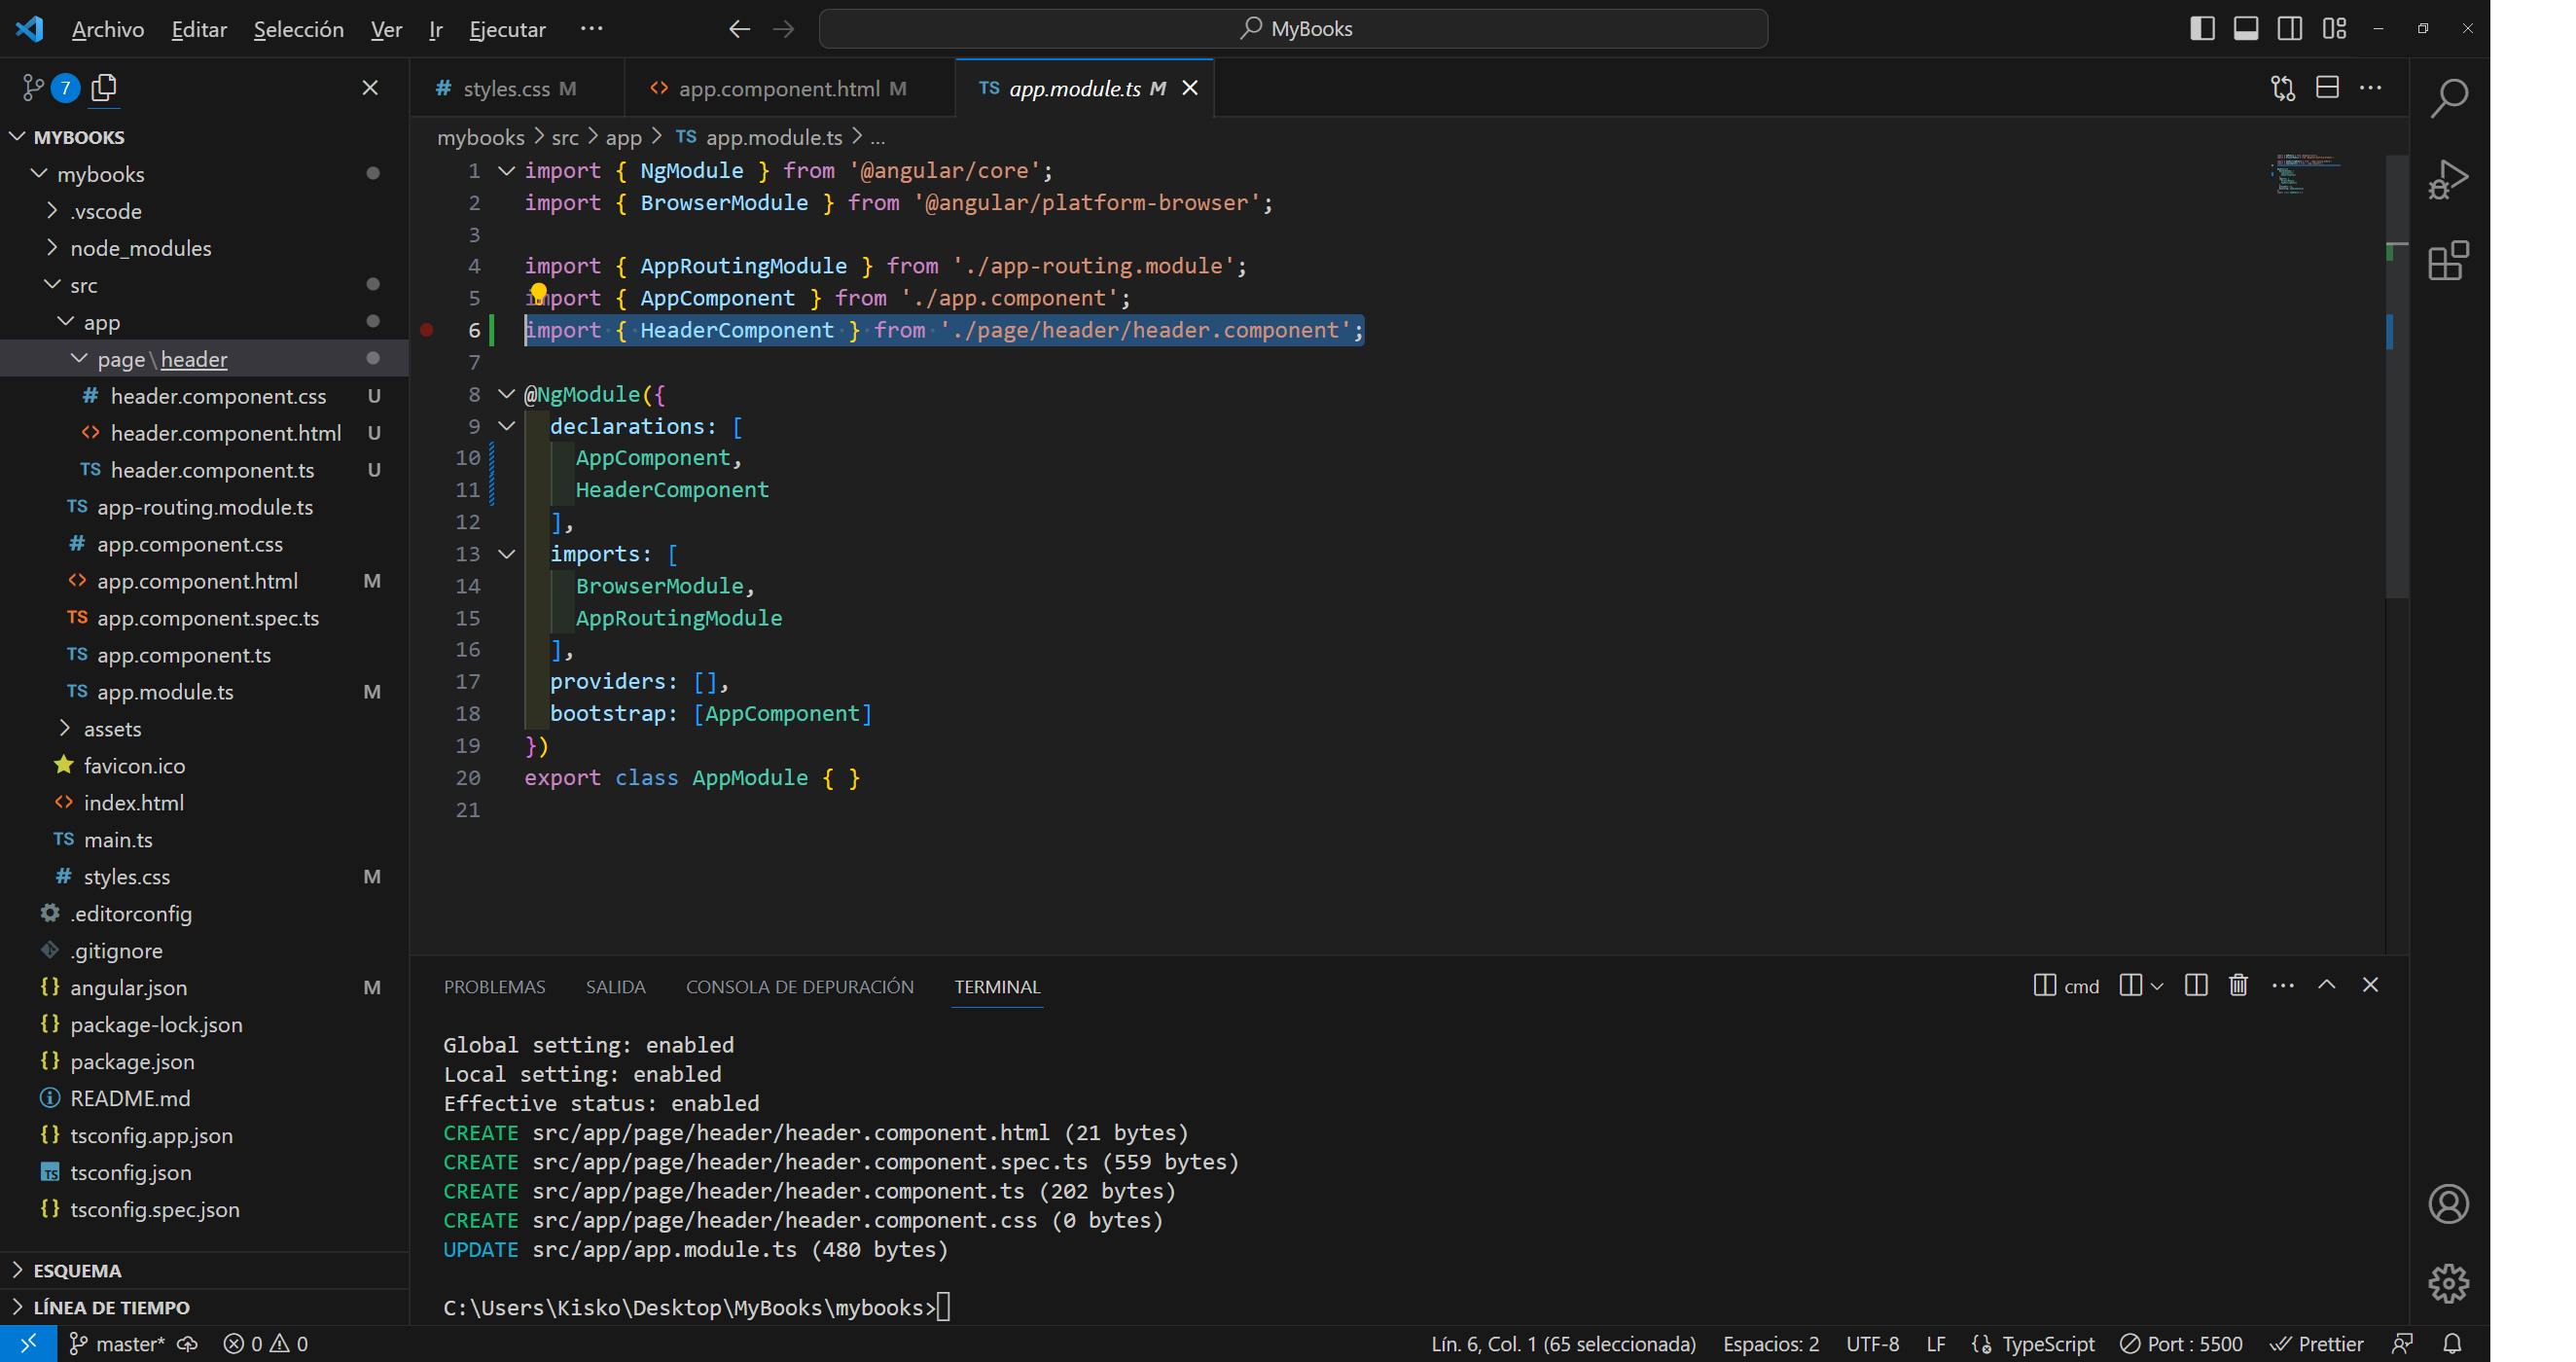 Archivo Editar Selección Ver Ir Ejecutar ···
MyBooks
7
styles.css M
app.component.html M
TS app.module.ts M
MYBOOKS
mybooks
.vscode
node_modules
src
app
page\header
header.component.css U
header.component.html U
TS header.component.ts U
TS app-routing.module.ts
# app.component.css
<> app.component.html M
TS app.component.spec.ts
TS app.component.ts
TS app.module.ts M
assets
favicon.ico
<> index.html
TS main.ts
# styles.css M
.editorconfig
.gitignore
{} angular.json M
{} package-lock.json
{} package.json
README.md
{} tsconfig.app.json
TS tsconfig.json
{} tsconfig.spec.json
ESQUEMA
LÍNEA DE TIEMPO
mybooks > src > app > TS app.module.ts > ...
1 import { NgModule } from '@angular/core';
2 import { BrowserModule } from '@angular/platform-browser';
3
4 import { AppRoutingModule } from './app-routing.module';
5 import { AppComponent } from './app.component';
6 import { HeaderComponent } from './page/header/header.component';
7
8 @NgModule({
9 declarations: [
10 AppComponent,
11 HeaderComponent
12 ],
13 imports: [
14 BrowserModule,
15 AppRoutingModule
16 ],
17 providers: [],
18 bootstrap: [AppComponent]
19 })
20 export class AppModule { }
21
PROBLEMAS SALIDA CONSOLA DE DEPURACIÓN TERMINAL
cmd
Global setting: enabled
Local setting: enabled
Effective status: enabled
CREATE src/app/page/header/header.component.html (21 bytes)
CREATE src/app/page/header/header.component.spec.ts (559 bytes)
CREATE src/app/page/header/header.component.ts (202 bytes)
CREATE src/app/page/header/header.component.css (0 bytes)
UPDATE src/app/app.module.ts (480 bytes)
C:\Users\Kisko\Desktop\MyBooks\mybooks>
master* 0 0
Lín. 6, Col. 1 (65 seleccionada) Espacios: 2 UTF-8 LF TypeScript Port : 5500 Prettier